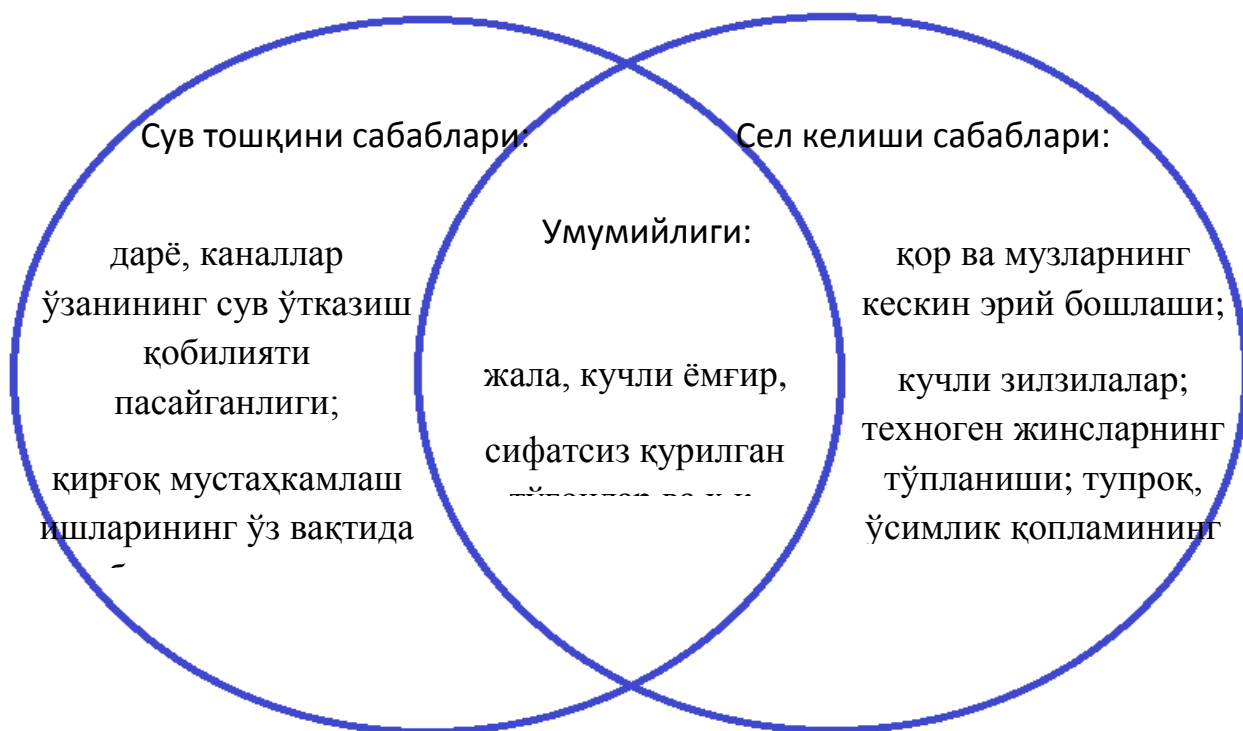 Сув тошқини сабаблари:
дарё, каналлар
ўзанининг сув ўтказиш
қобилияти
пасайганлиги;
қирғоқ мустаҳкамлаш
ишларининг ўз вақтида
Умумийлиги:
жала, кучли ёмғир,
сифатсиз қурилган
Сел келиши сабаблари:
қор ва музларнинг
кескин эрий бошлаши;
кучли зилзилалар;
техноген жинсларнинг
тўпланиши; тупроқ,
ўсимлик қопламининг